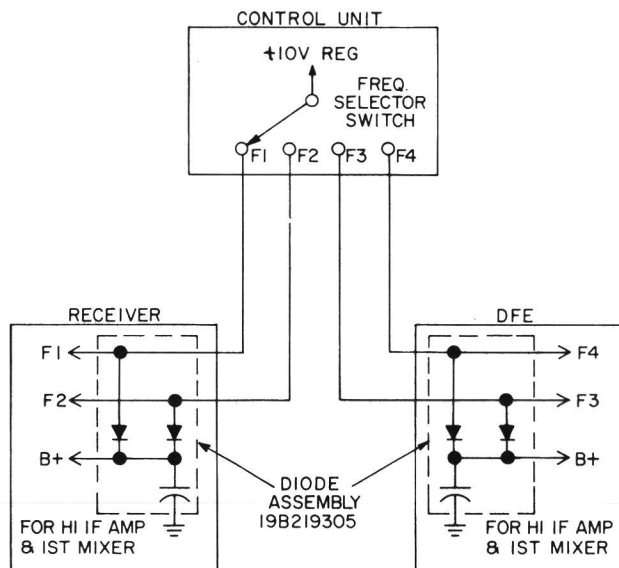 CONTROL UNIT
+10V REG
FREQ.
SELECTOR
SWITCH
F1 F2 F3 F4
RECEIVER
F1
F2
B+
FOR HI IF AMP
& 1ST MIXER
DIODE
ASSEMBLY
19B219305
DFE
F4
F3
B+
FOR HI IF AMP
& 1ST MIXER